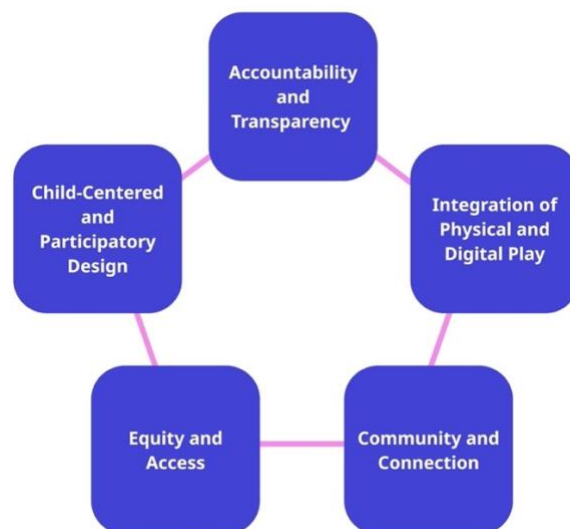 Accountability
and
Transparency
Child-Centered
and
Participatory
Design
Integration of
Physical and
Digital Play
Equity and
Access
Community and
Connection